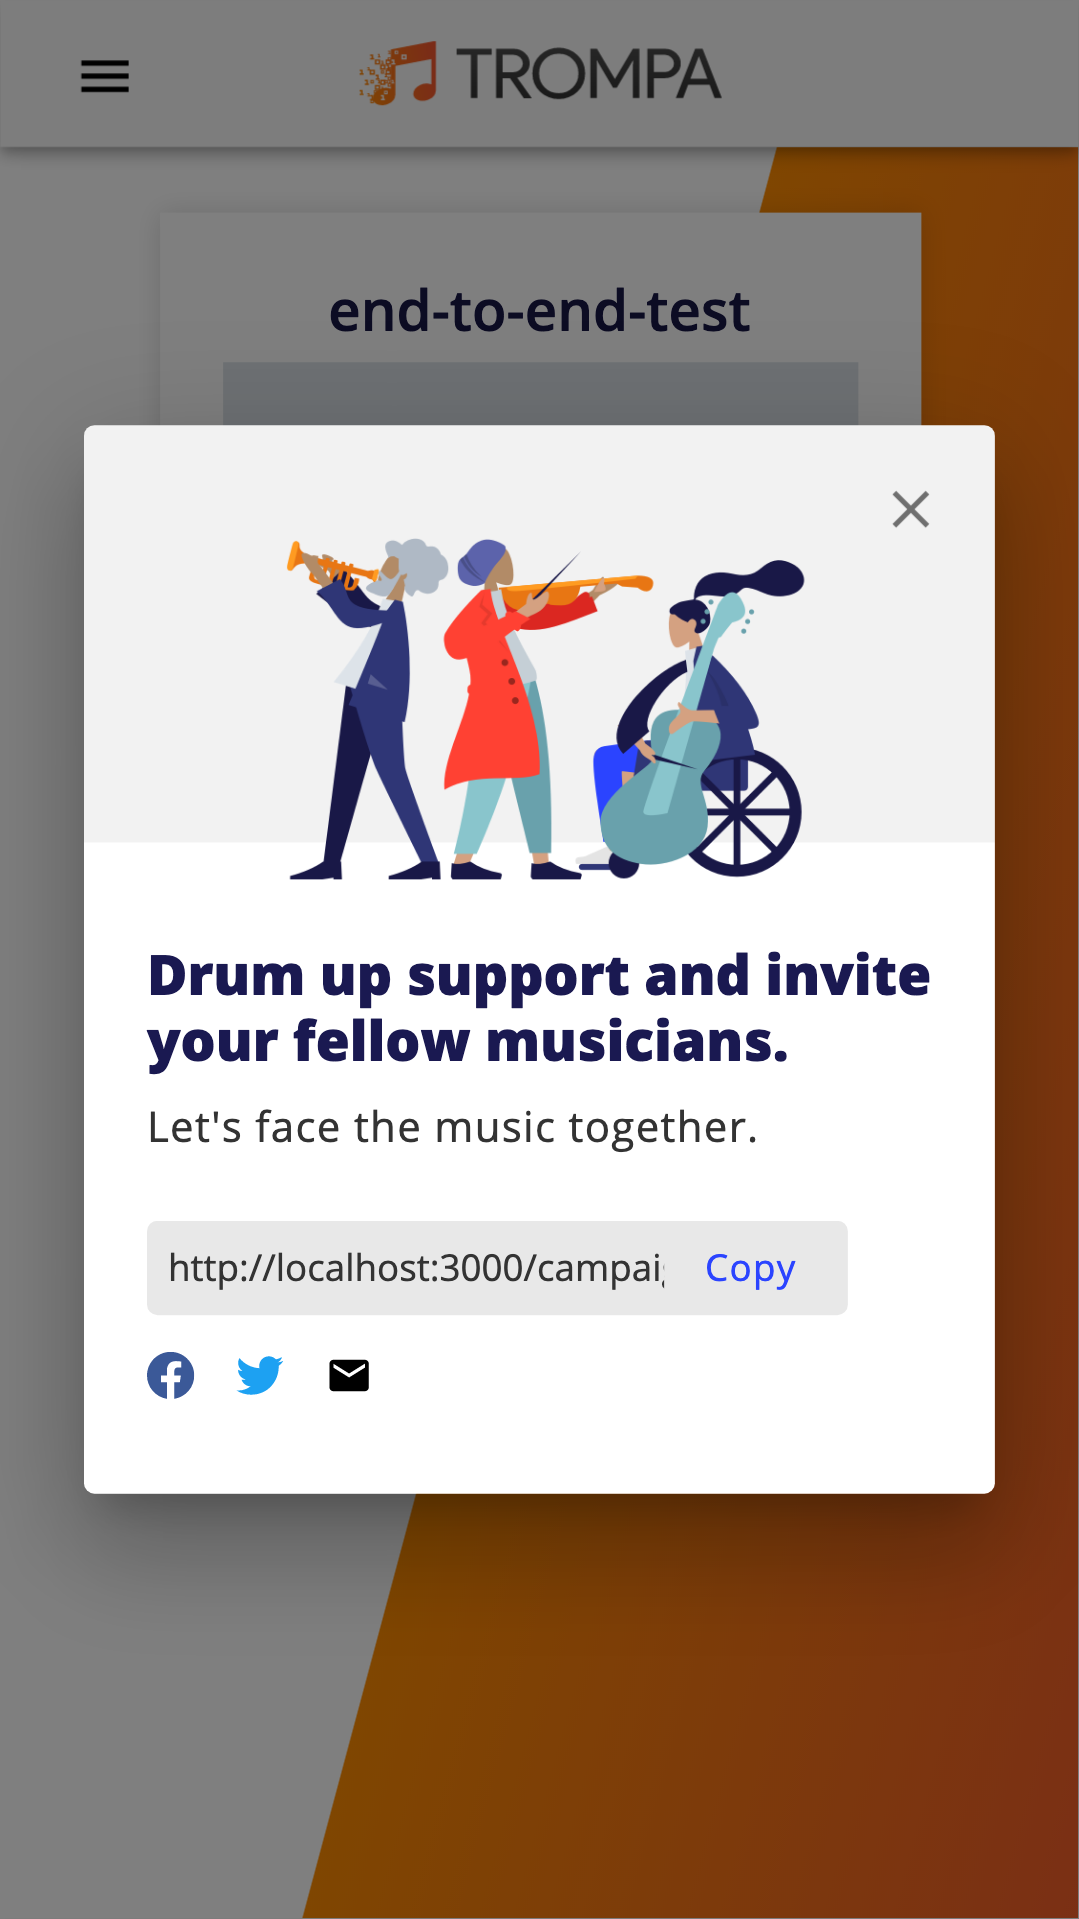 TROMPA
end-to-end-test
Drum up support and invite
your fellow musicians.
Let's face the music together.
http://localhost:3000/campai
Copy